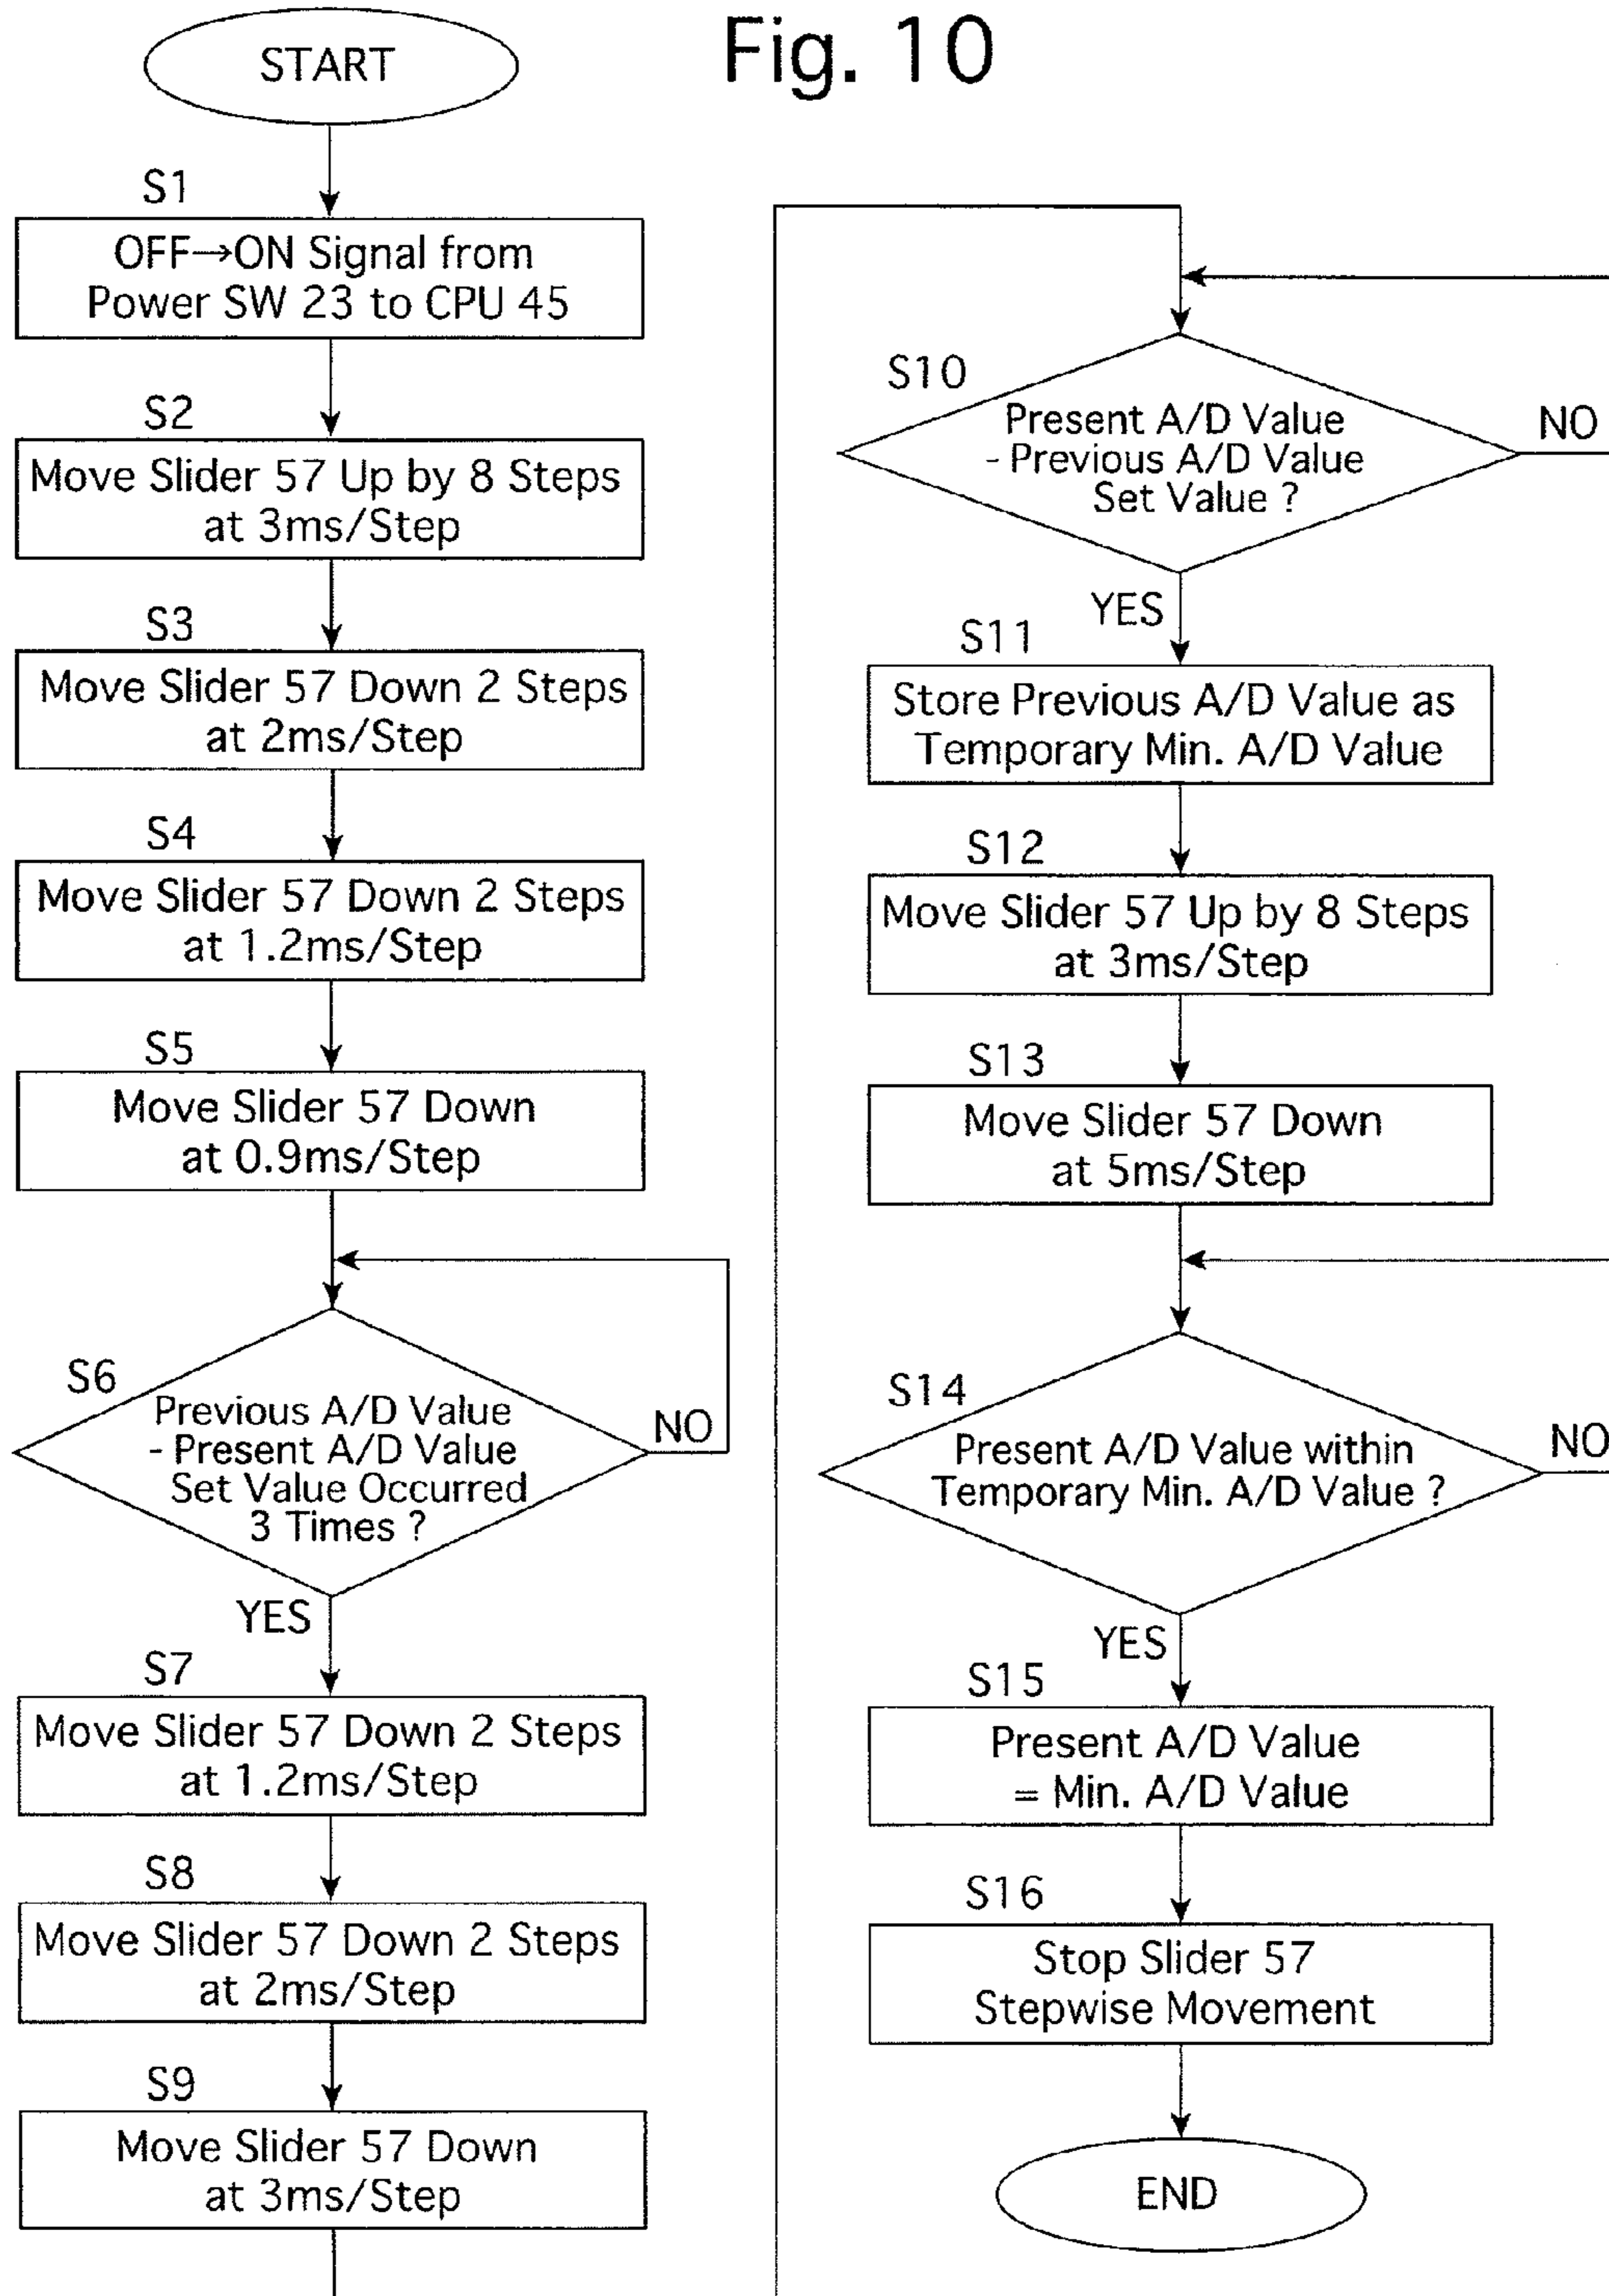 Fig. 10
START
S1
OFF→ON Signal from
Power SW 23 to CPU 45
S2
Move Slider 57 Up by 8 Steps
at 3ms/Step
S3
Move Slider 57 Down 2 Steps
at 2ms/Step
S4
Move Slider 57 Down 2 Steps
at 1.2ms/Step
S5
Move Slider 57 Down
at 0.9ms/Step
S6
Previous A/D Value
- Present A/D Value
Set Value Occurred
3 Times ?
NO
YES
S7
Move Slider 57 Down 2 Steps
at 1.2ms/Step
S8
Move Slider 57 Down 2 Steps
at 2ms/Step
S9
Move Slider 57 Down
at 3ms/Step
S10
Present A/D Value
- Previous A/D Value
Set Value ?
NO
YES
S11
Store Previous A/D Value as
Temporary Min. A/D Value
S12
Move Slider 57 Up by 8 Steps
at 3ms/Step
S13
Move Slider 57 Down
at 5ms/Step
S14
Present A/D Value within
Temporary Min. A/D Value ?
NO
YES
S15
Present A/D Value
= Min. A/D Value
S16
Stop Slider 57
Stepwise Movement
END